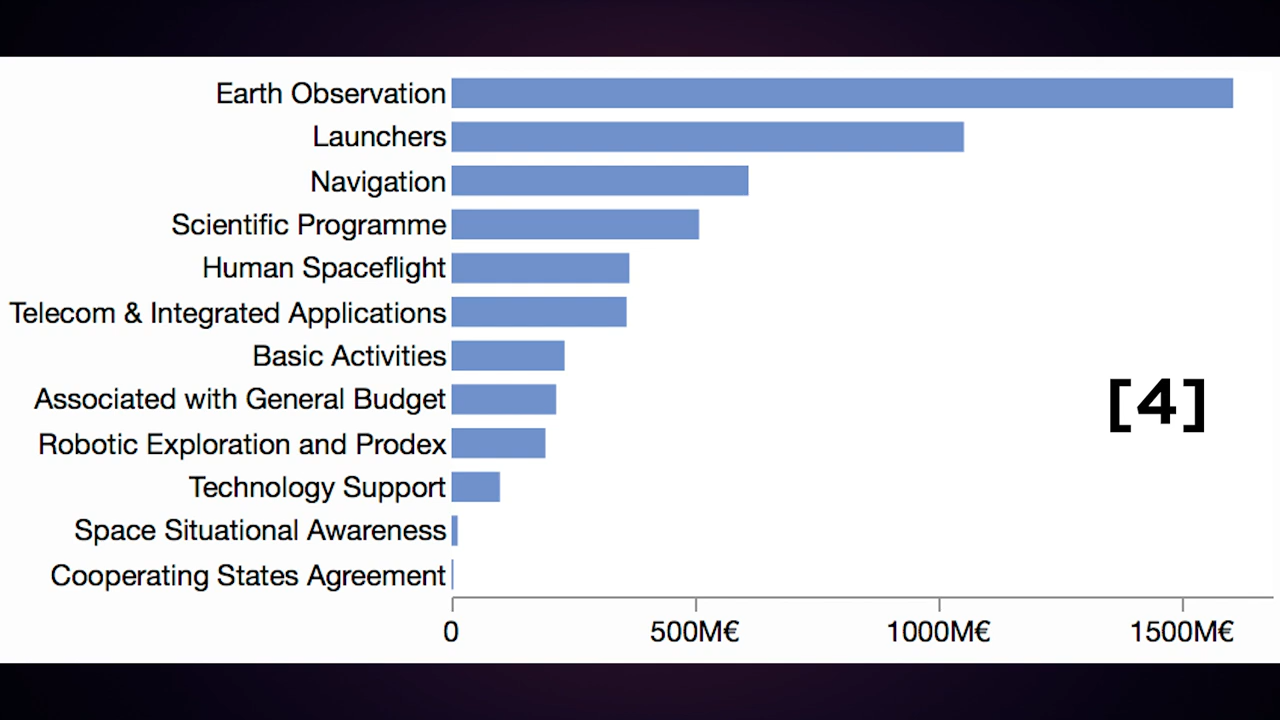 Earth Observation
Launchers
Navigation
Scientific Programme
Human Spaceflight
Telecom & Integrated Applications
Basic Activities
Associated with General Budget
[4]
Robotic Exploration and Prodex
Technology Support
Space Situational Awareness
Cooperating States Agreement
0 500M€ 1000M€ 1500M€